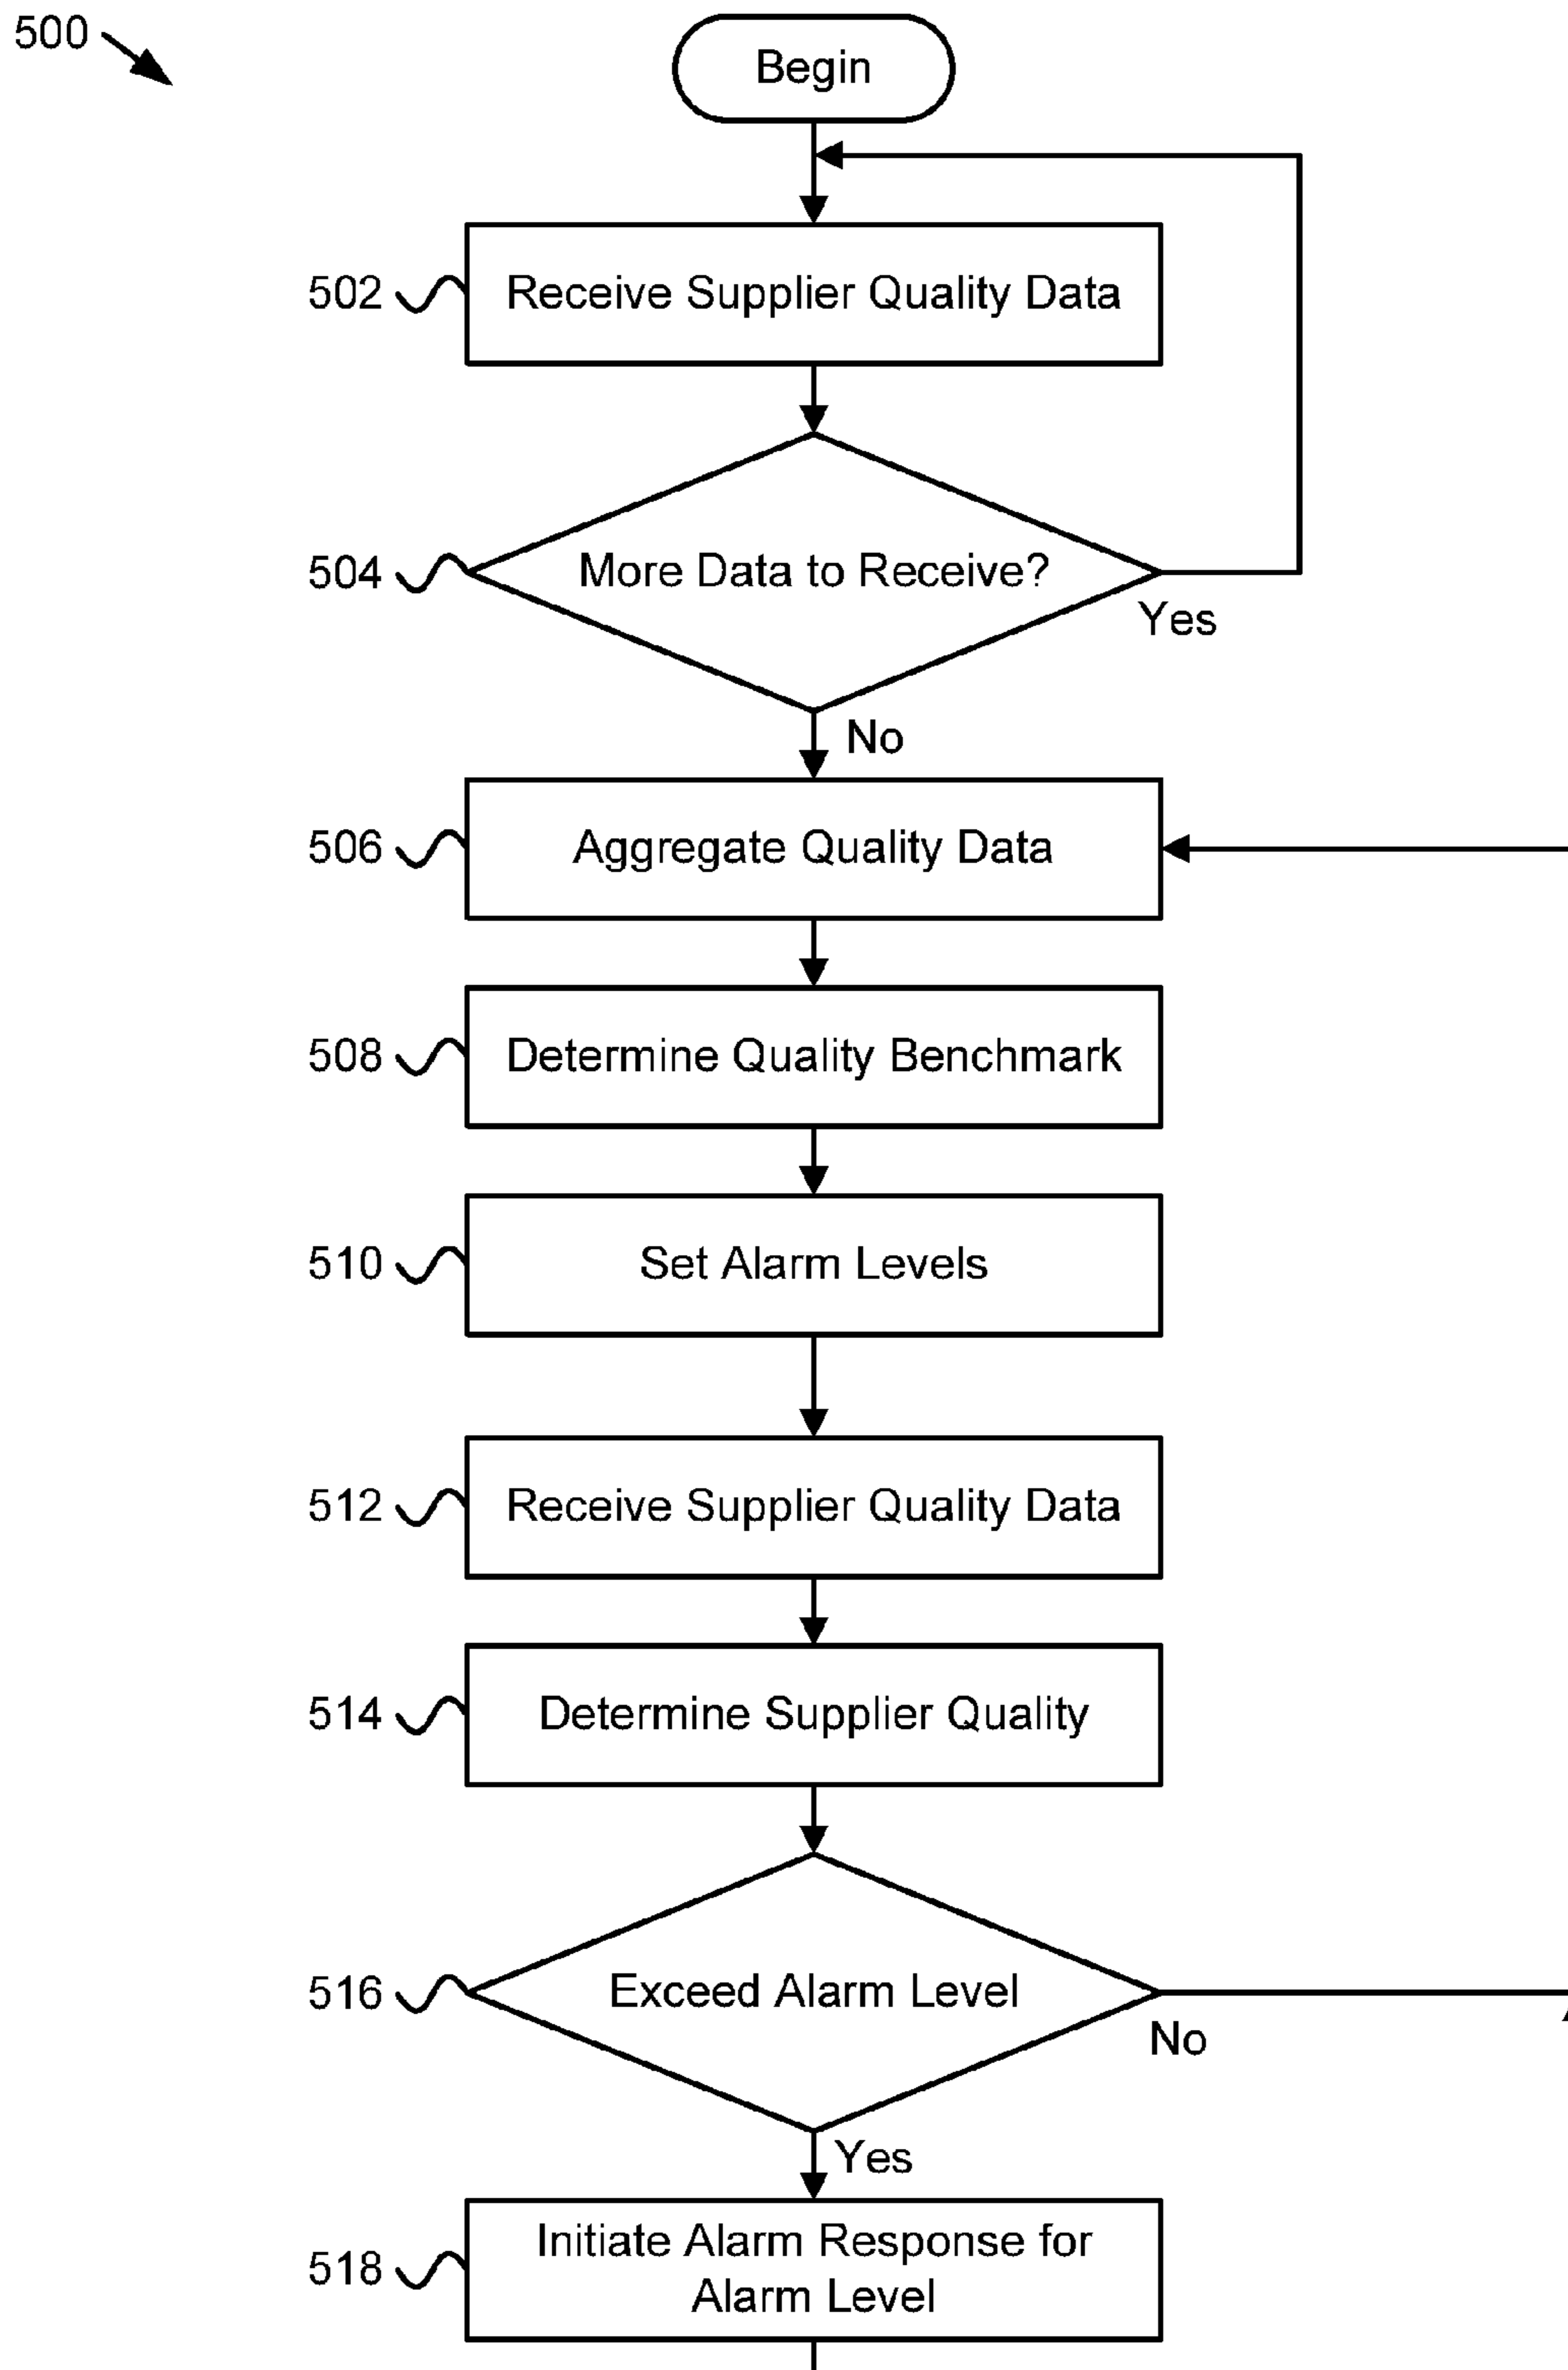 500
Begin
502
Receive Supplier Quality Data
504
More Data to Receive?
Yes
No
506
Aggregate Quality Data
508
Determine Quality Benchmark
510
Set Alarm Levels
512
Receive Supplier Quality Data
514
Determine Supplier Quality
516
Exceed Alarm Level
No
Yes
518
Initiate Alarm Response for
Alarm Level